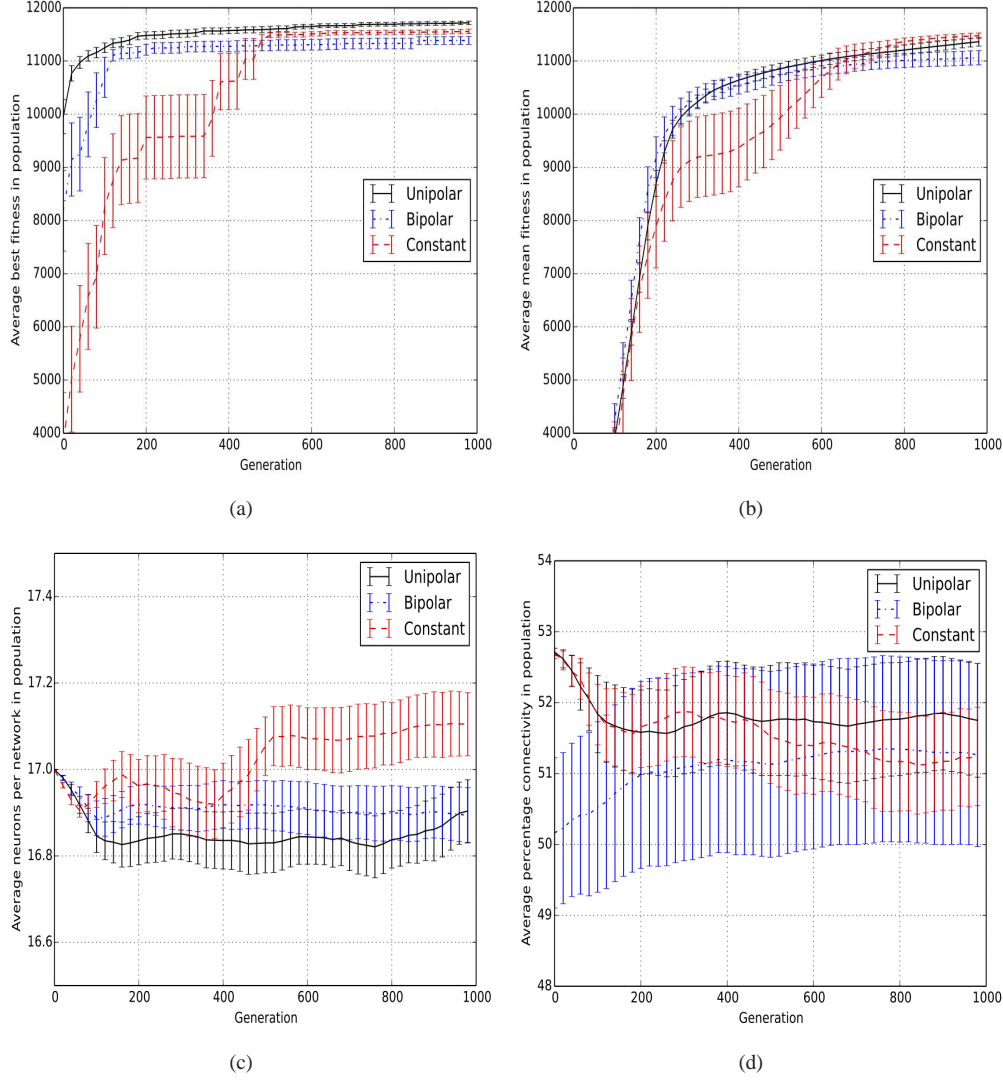 Average best fitness in population
12000
11000
10000
9000
8000
7000
6000
5000
4000
0
200
400
600
800
1000
Generation
Unipolar
Bipolar
Constant
(a)
Average mean fitness in population
12000
11000
10000
9000
8000
7000
6000
5000
4000
0
200
400
600
800
1000
Generation
Unipolar
Bipolar
Constant
(b)
Average neurons per network in population
17.4
17.2
17.0
16.8
16.6
0
200
400
600
800
1000
Generation
Unipolar
Bipolar
Constant
(c)
Average percentage connectivity in population
54
53
52
51
50
49
48
0
200
400
600
800
1000
Generation
Unipolar
Bipolar
Constant
(d)